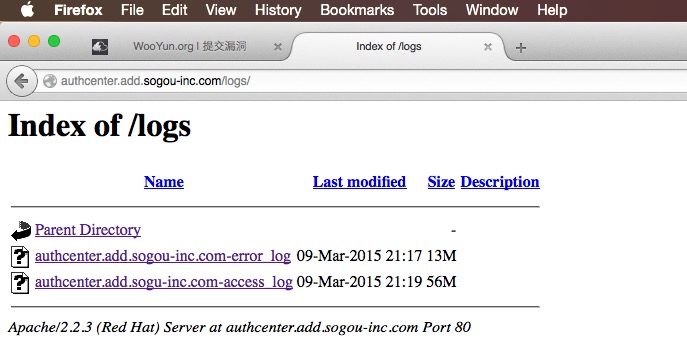 Firefox File Edit View History Bookmarks Tools Window Help
WooYun.org | 提交漏洞 Index of /logs
authcenter.add.sogou-inc.com/logs/
Index of /logs
Name Last modified Size Description
Parent Directory -
authcenter.add.sogou-inc.com-error_log 09-Mar-2015 21:17 13M
authcenter.add.sogu-inc.com-access_log 09-Mar-2015 21:19 56M
Apache/2.2.3 (Red Hat) Server at authcenter.add.sogou-inc.com Port 80